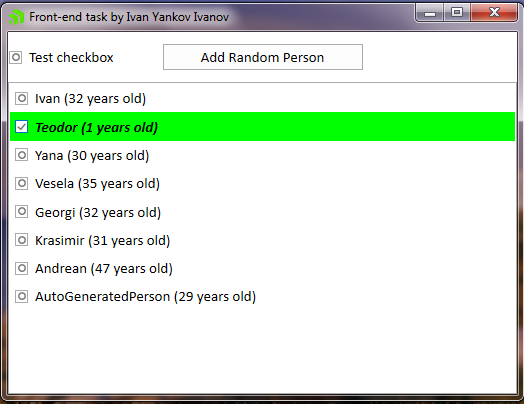 Front-end task by Ivan Yankov Ivanov
Test checkbox
Add Random Person
Ivan (32 years old)
Teodor (1 years old)
Yana (30 years old)
Vesela (35 years old)
Georgi (32 years old)
Krasimir (31 years old)
Andrean (47 years old)
AutoGeneratedPerson (29 years old)